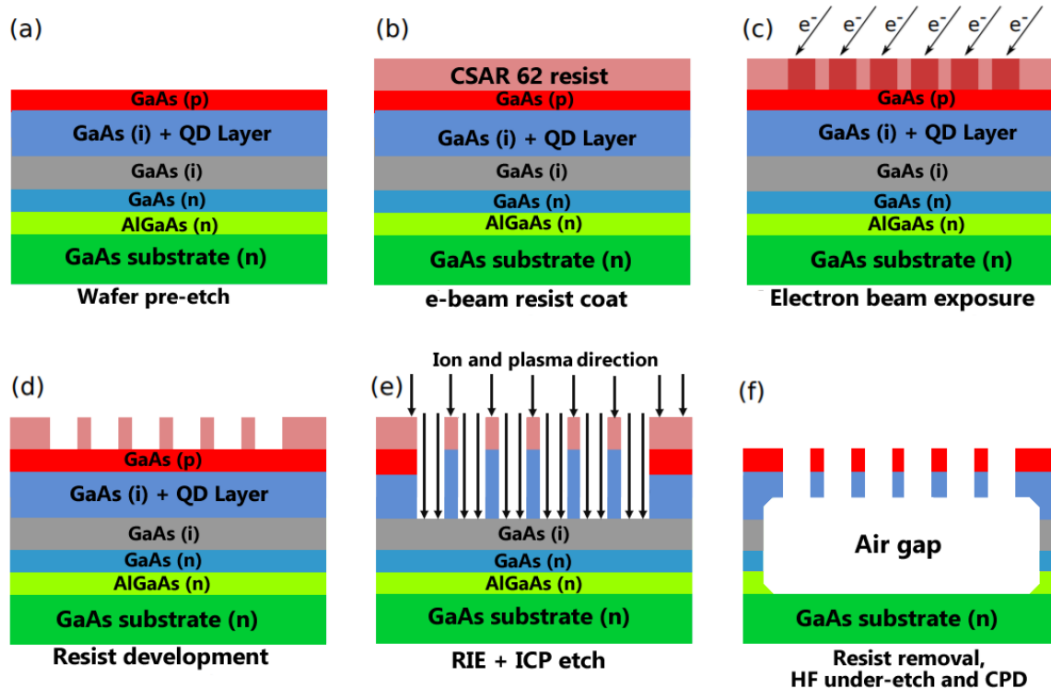 (a)
GaAs (p)
GaAs (i) + QD Layer
GaAs (i)
GaAs (n)
AlGaAs (n)
GaAs substrate (n)
Wafer pre-etch
(b)
CSAR 62 resist
GaAs (p)
GaAs (i) + QD Layer
GaAs (i)
GaAs (n)
AlGaAs (n)
GaAs substrate (n)
e-beam resist coat
(c)
e- e- e- e- e- e-
GaAs (p)
GaAs (i) + QD Layer
GaAs (i)
GaAs (n)
AlGaAs (n)
GaAs substrate (n)
Electron beam exposure
(d)
GaAs (p)
GaAs (i) + QD Layer
GaAs (i)
GaAs (n)
AlGaAs (n)
GaAs substrate (n)
Resist development
(e)
Ion and plasma direction
GaAs (i)
GaAs (n)
AlGaAs (n)
GaAs substrate (n)
RIE + ICP etch
(f)
Air gap
GaAs substrate (n)
Resist removal,
HF under-etch and CPD